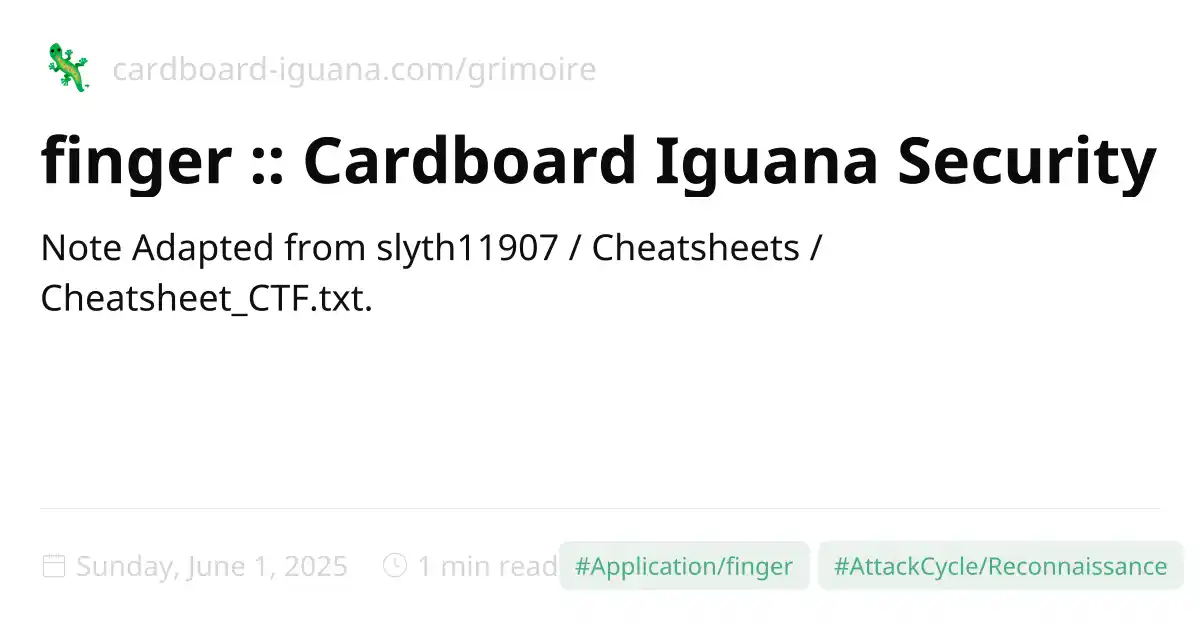 cardboard-iguana.com/grimoire
finger :: Cardboard Iguana Security
Note Adapted from slyth11907 / Cheatsheets /
Cheatsheet_CTF.txt.
Sunday, June 1, 2025 1 min read #Application/finger #AttackCycle/Reconnaissance